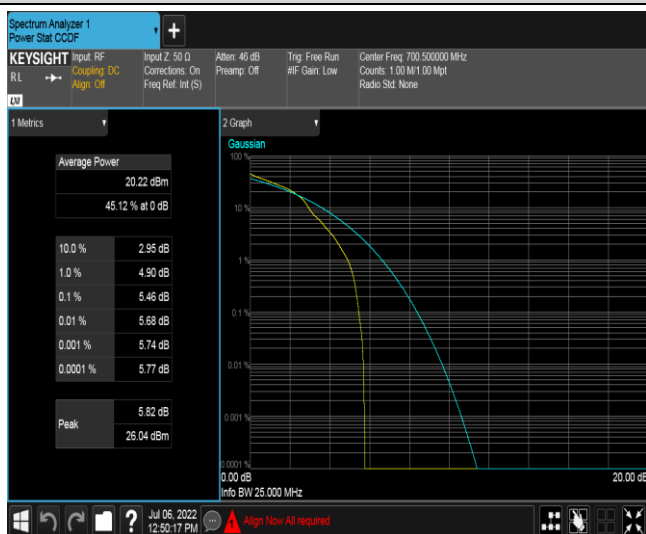 Spectrum Analyzer 1
Power Stat CCDF
+
KEYSIGHT
R L
LXI
Input: RF
Coupling: DC
Align: Off
Input Z: 50 Ω
Corrections: On
Freq Ref: Int (S)
Atten: 46 dB
Preamp: Off
Trig: Free Run
#IF Gain: Low
Center Freq: 700.500000 MHz
Counts: 1.00 M/1.00 Mpt
Radio Std: None
1 Metrics
Average Power
20.22 dBm
45.12 % at 0 dB
10.0 % 2.95 dB
1.0 % 4.90 dB
0.1 % 5.46 dB
0.01 % 5.68 dB
0.001 % 5.74 dB
0.0001 % 5.77 dB
Peak
5.82 dB
26.04 dBm
2 Graph
Gaussian
100 %
10 %
1 %
0.1 %
0.01 %
0.001 %
0.0001 %
0.00 dB
20.00 dB
Info BW 25.000 MHz
?
Jul 06, 2022
12:50:17 PM
Align Now All required